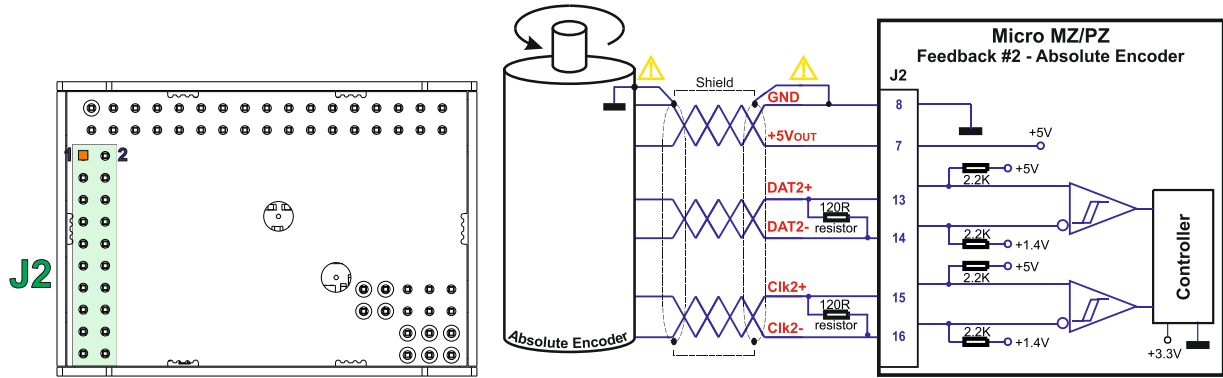 1
2
J2
Absolute Encoder
Shield
GND
+5VOUT
DAT2+
120R
resistor
DAT2-
Clk2+
120R
resistor
Clk2-
Micro MZ/PZ
Feedback #2 - Absolute Encoder
J2
8
7
13
14
15
16
+5V
+5V
2.2K
2.2K
+1.4V
+5V
2.2K
2.2K
+1.4V
Controller
+3.3V